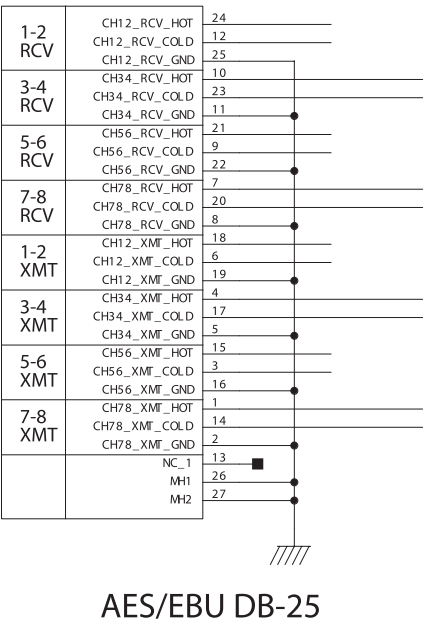 1-2
RCV
CH12_RCV_HOT 24
CH12_RCV_COLD 12
CH12_RCV_GND 25
3-4
RCV
CH34_RCV_HOT 10
CH34_RCV_COLD 23
CH34_RCV_GND 11
5-6
RCV
CH56_RCV_HOT 21
CH56_RCV_COLD 9
CH56_RCV_GND 22
7-8
RCV
CH78_RCV_HOT 7
CH78_RCV_COLD 20
CH78_RCV_GND 8
1-2
XMT
CH12_XMT_HOT 18
CH12_XMT_COLD 6
CH12_XMT_GND 19
3-4
XMT
CH34_XMT_HOT 4
CH34_XMT_COLD 17
CH34_XMT_GND 5
5-6
XMT
CH56_XMT_HOT 15
CH56_XMT_COLD 3
CH56_XMT_GND 16
7-8
XMT
CH78_XMT_HOT 1
CH78_XMT_COLD 14
CH78_XMT_GND 2
NC_1 13
MH1 26
MH2 27
AES/EBU DB-25